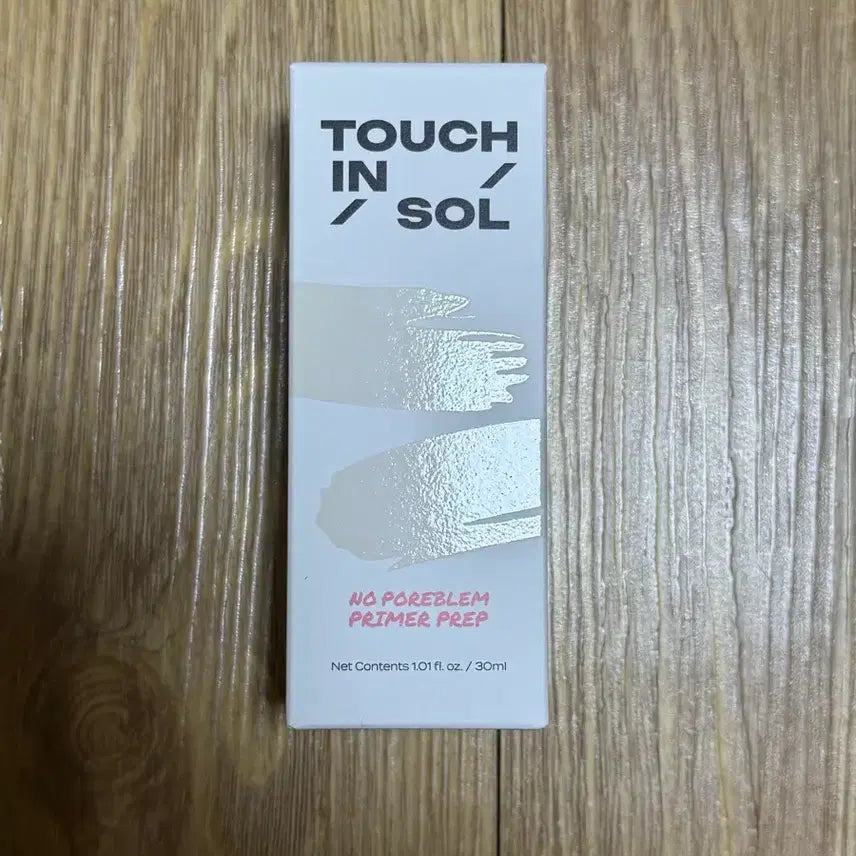 TOUCH
IN /
/ SOL
NO POREBLEM
PRIMER PREP
Net Contents 1.01 fl. oz. / 30ml